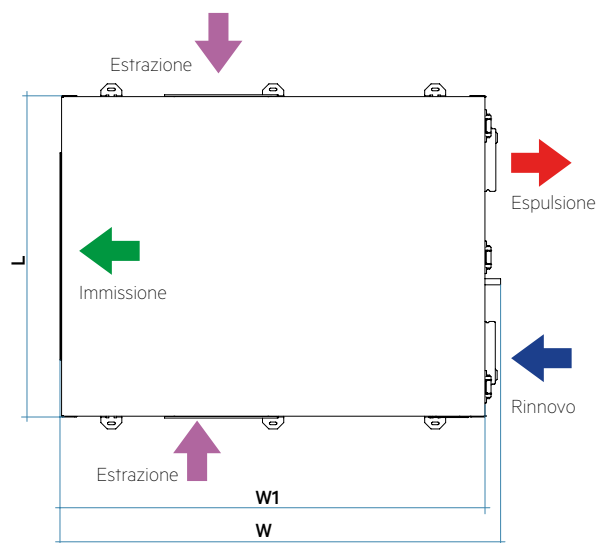 Estrazione
Espulsione
L
Immissione
Rinnovo
Estrazione
W1
W